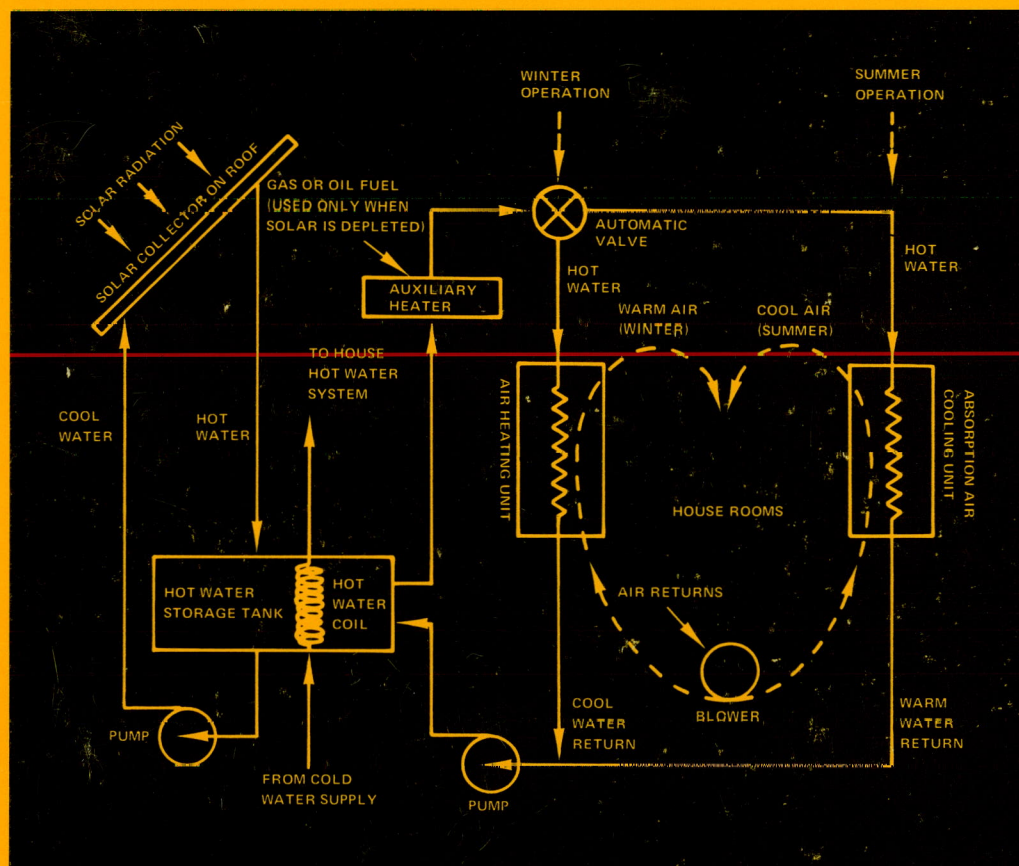 WINTER
OPERATION
SUMMER
OPERATION
SOLAR RADIATION
SOLAR COLLECTOR ON ROOF
GAS OR OIL FUEL
(USED ONLY WHEN
SOLAR IS DEPLETED)
AUTOMATIC
VALVE
HOT
WATER
HOT
WATER
AUXILIARY
HEATER
WARM AIR
(WINTER)
COOL AIR
(SUMMER)
TO HOUSE
HOT WATER
SYSTEM
COOL
WATER
HOT
WATER
AIR HEATING UNIT
ABSORPTION AIR
COOLING UNIT
HOUSE ROOMS
HOT WATER
STORAGE TANK
HOT
WATER
COIL
AIR RETURNS
BLOWER
COOL
WATER
RETURN
WARM
WATER
RETURN
PUMP
FROM COLD
WATER SUPPLY
PUMP